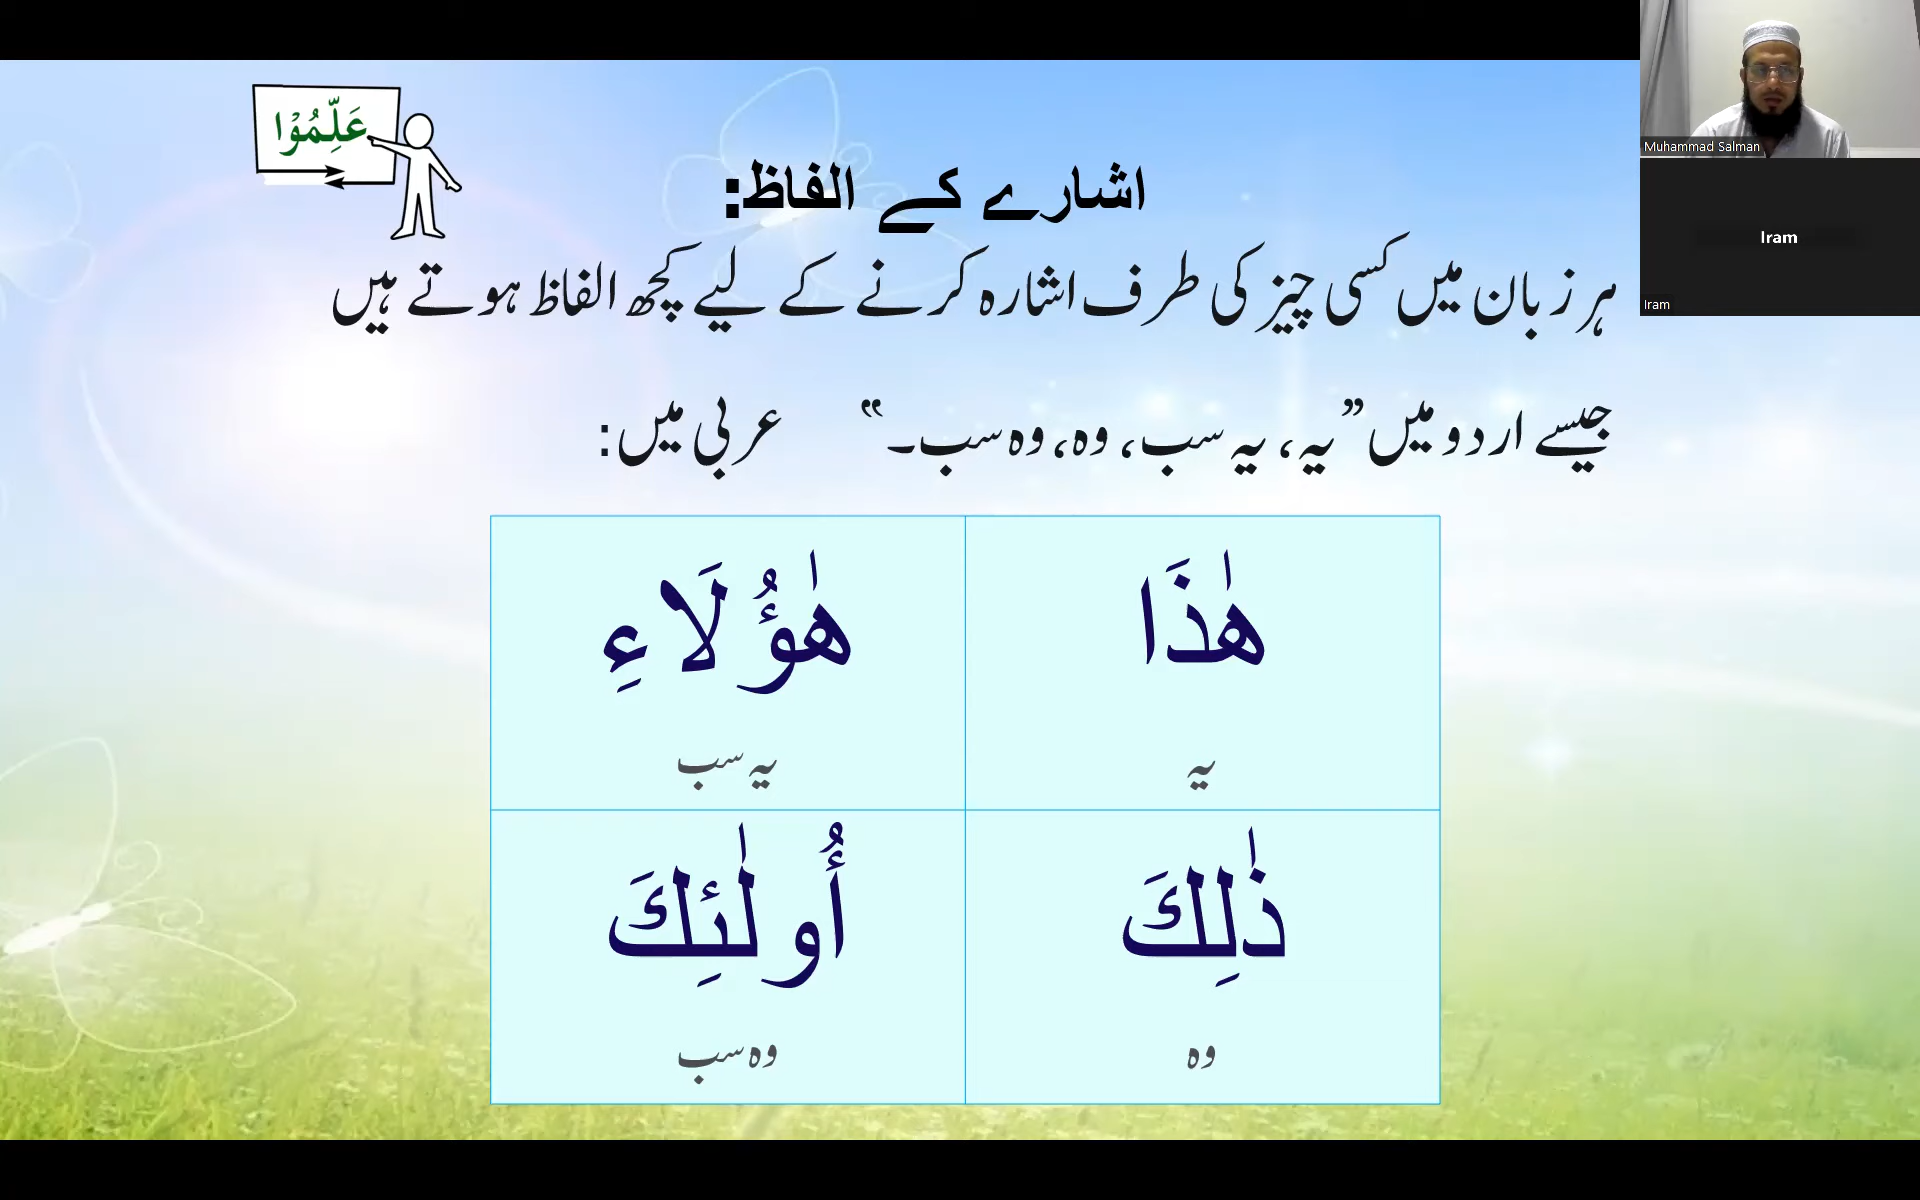 عَلِّمُوْا
اشارے کے الفاظ:
ہر زبان میں کسی چیز کی طرف اشارہ کرنے کے لیے کچھ الفاظ ہوتے ہیں
جیسے اردو میں ”یہ، یہ سب، وہ، وہ سب۔“ عربی میں:
هٰذَا
هٰؤُلَاءِ
یہ
یہ سب
ذٰلِكَ
أُولٰئِكَ
وہ
وہ سب
Muhammad Salman
Iram
Iram